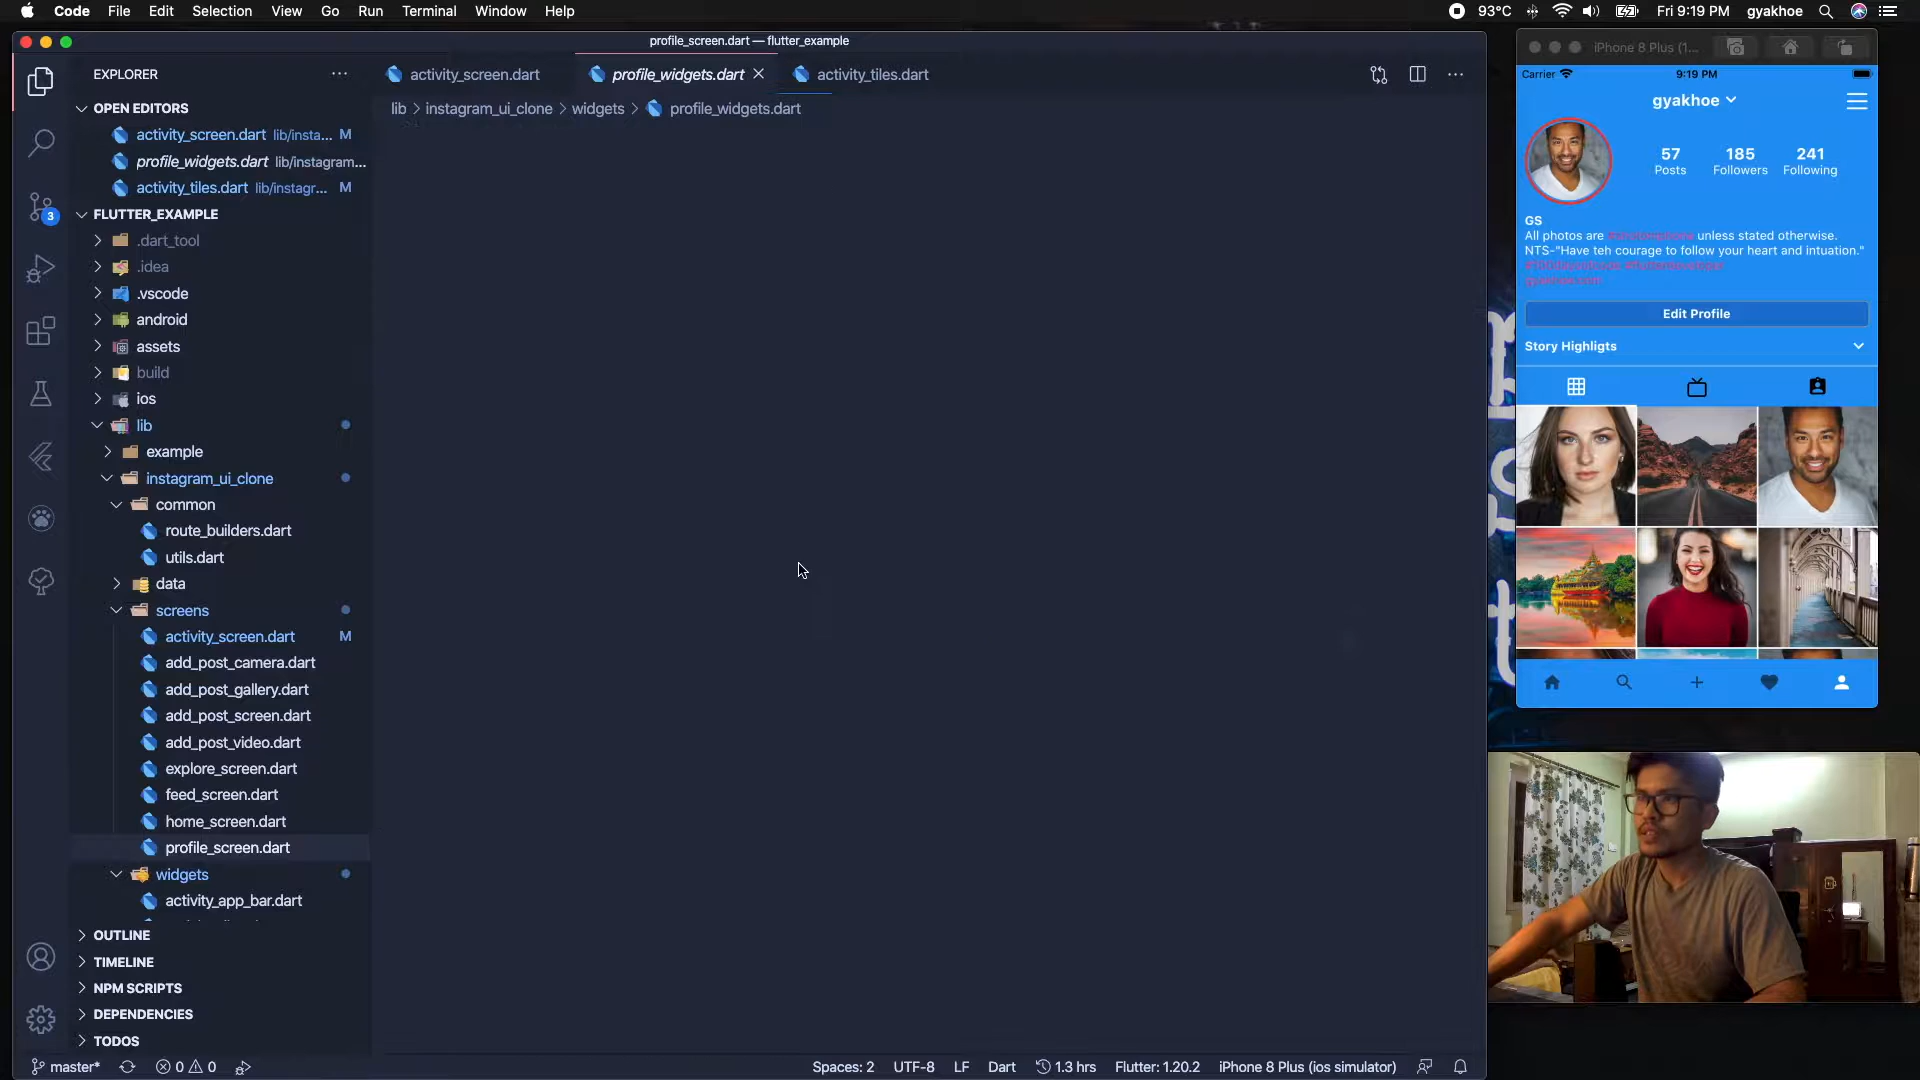 Code File Edit Selection View Go Run Terminal Window Help
93°C Fri 9:19 PM gyakhoe
profile_screen.dart — flutter_example
EXPLORER
OPEN EDITORS
activity_screen.dart lib/insta... M
profile_widgets.dart lib/instagram...
activity_tiles.dart lib/instagr... M
FLUTTER_EXAMPLE
.dart_tool
.idea
.vscode
android
assets
build
ios
lib
example
instagram_ui_clone
common
route_builders.dart
utils.dart
data
screens
activity_screen.dart M
add_post_camera.dart
add_post_gallery.dart
add_post_screen.dart
add_post_video.dart
explore_screen.dart
feed_screen.dart
home_screen.dart
profile_screen.dart
widgets
activity_app_bar.dart
OUTLINE
TIMELINE
NPM SCRIPTS
DEPENDENCIES
TODOS
3
activity_screen.dart profile_widgets.dart activity_tiles.dart
lib > instagram_ui_clone > widgets > profile_widgets.dart
master* 0 0
Spaces: 2 UTF-8 LF Dart 1.3 hrs Flutter: 1.20.2 iPhone 8 Plus (ios simulator)
iPhone 8 Plus (1...
Carrier 9:19 PM
gyakhoe
57 185 241
Posts Followers Following
GS
All photos are unless stated otherwise.
NTS-"Have teh courage to follow your heart and intuation."
Edit Profile
Story Highligts